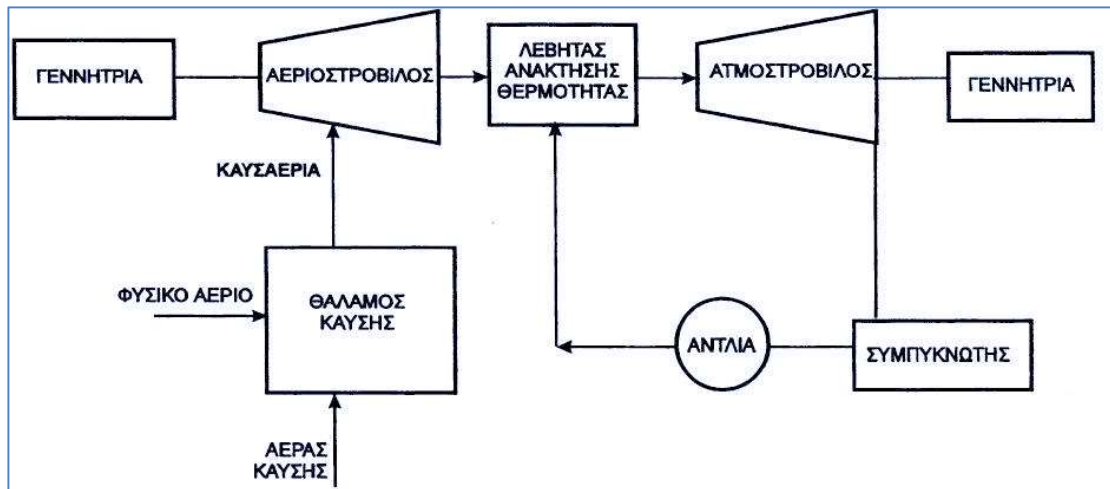 ΓΕΝΝΗΤΡΙΑ
ΑΕΡΙΟΣΤΡΟΒΙΛΟΣ
ΛΕΒΗΤΑΣ
ΑΝΑΚΤΗΣΗΣ
ΘΕΡΜΟΤΗΤΑΣ
ΑΤΜΟΣΤΡΟΒΙΛΟΣ
ΓΕΝΝΗΤΡΙΑ
ΚΑΥΣΑΕΡΙΑ
ΦΥΣΙΚΟ ΑΕΡΙΟ
ΘΑΛΑΜΟΣ
ΚΑΥΣΗΣ
ΑΝΤΛΙΑ
ΣΥΜΠΥΚΝΩΤΗΣ
ΑΕΡΑΣ
ΚΑΥΣΗΣ